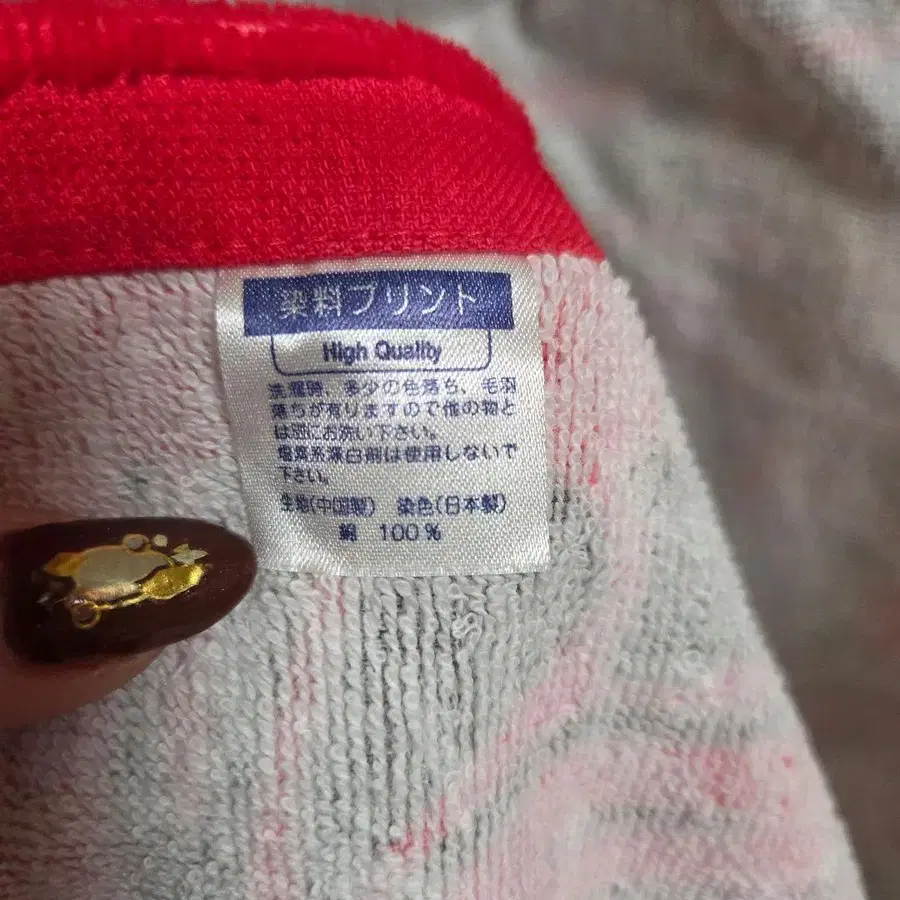 染料プリント
High Quality
洗濯時、多少の色落ち、毛羽
落ちが有りますので他の物と
は別にお洗い下さい。
塩素系漂白剤は使用しないで
下さい。
生地(中国製) 染色(日本製)
綿 100%